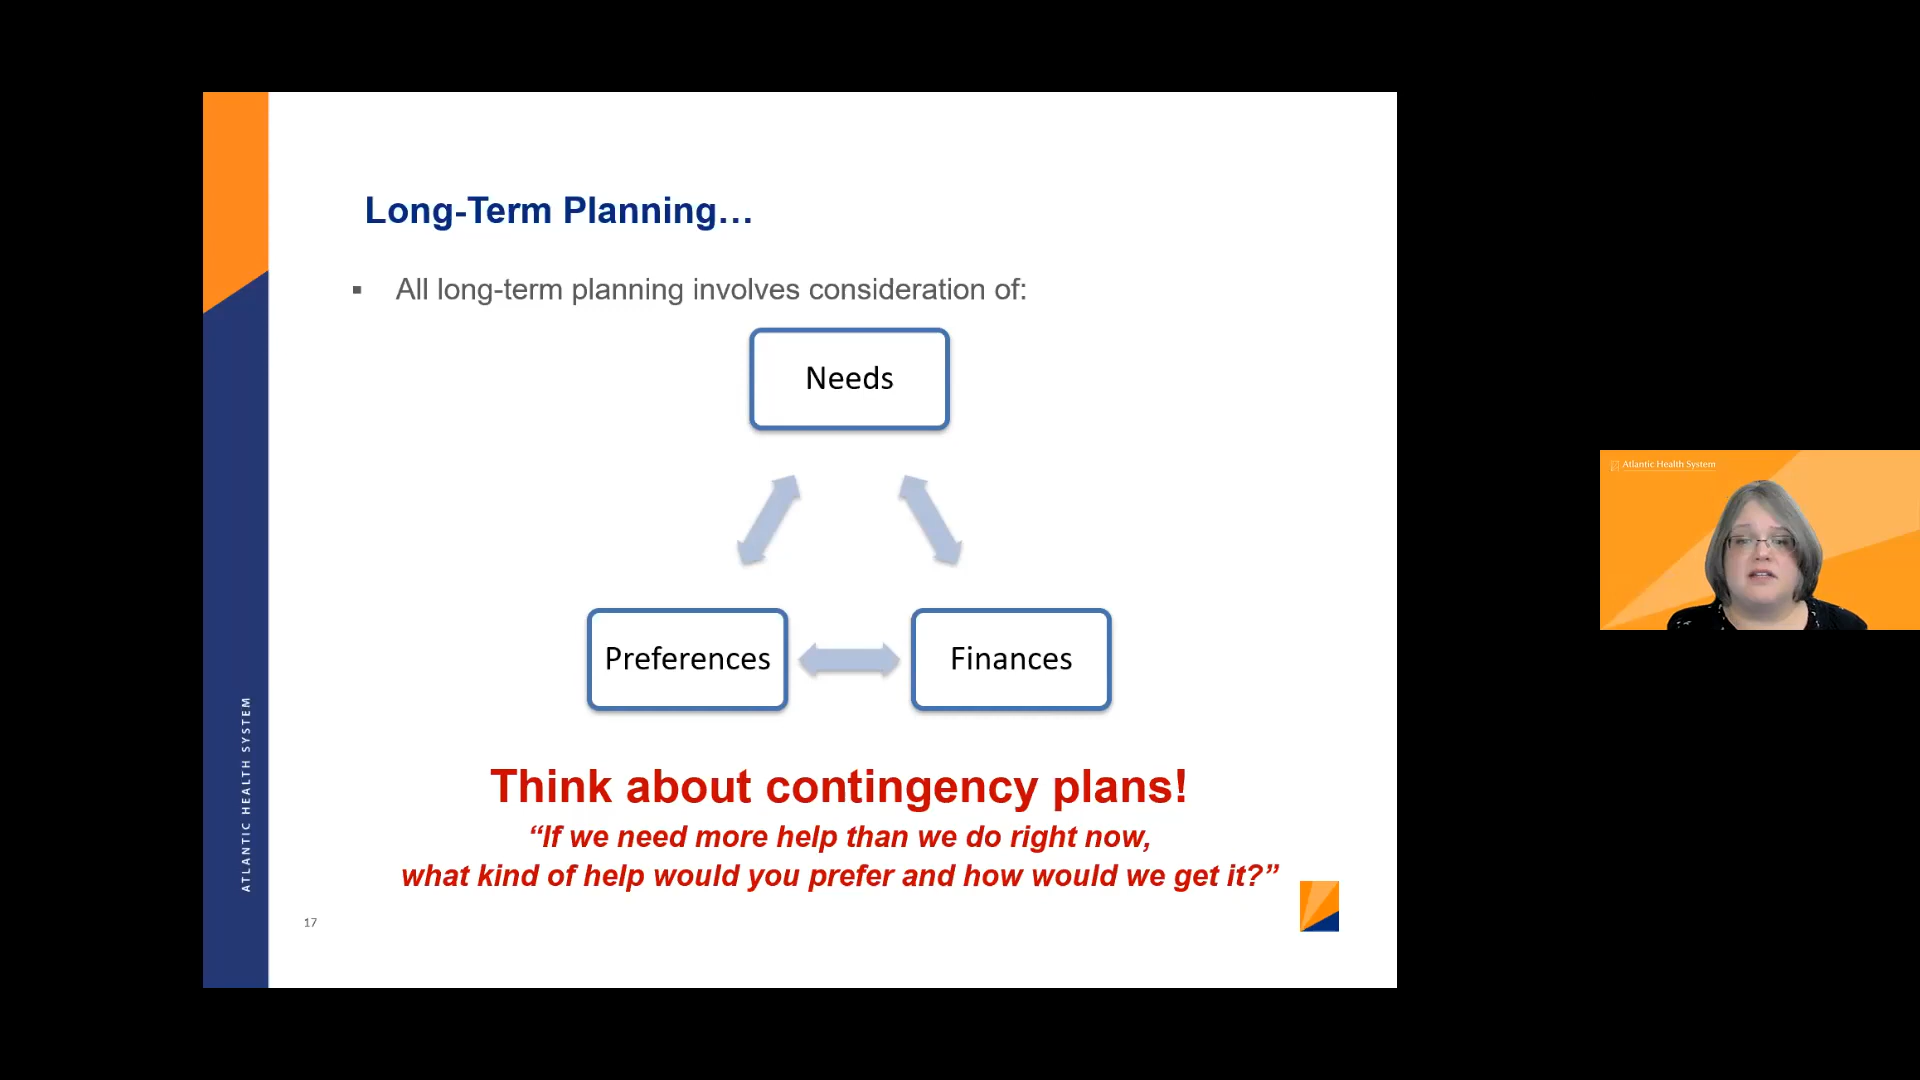 Long-Term Planning…
▪ All long-term planning involves consideration of:
Needs
Preferences
Finances
Think about contingency plans!
“If we need more help than we do right now,
what kind of help would you prefer and how would we get it?”
17
ATLANTIC HEALTH SYSTEM
Atlantic Health System